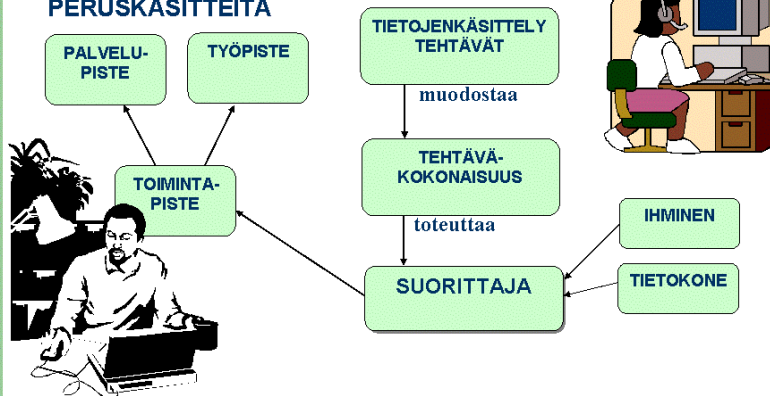 PERUSKÄSITTEITÄ
PALVELU-
PISTE
TYÖPISTE
TIETOJENKÄSITTELY
TEHTÄVÄT
muodostaa
TEHTÄVÄ-
KOKONAISUUS
TOIMINTA-
PISTE
toteuttaa
IHMINEN
SUORITTAJA
TIETOKONE